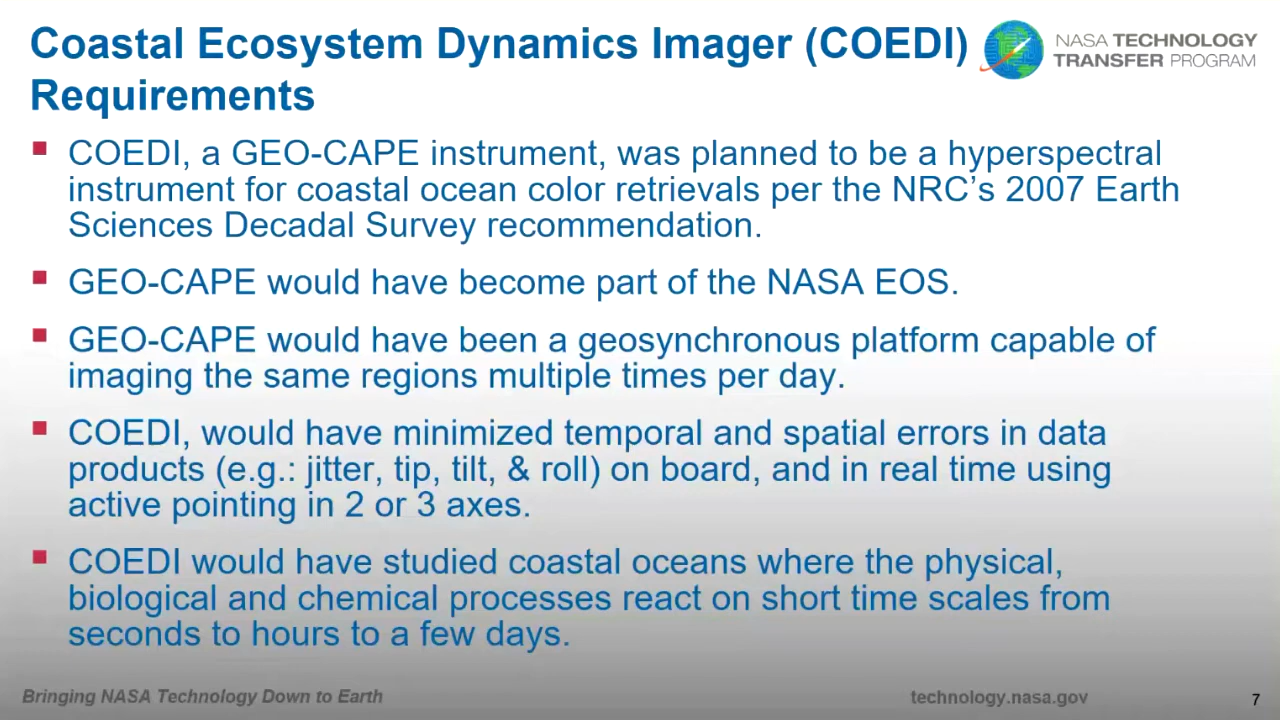 Coastal Ecosystem Dynamics Imager (COEDI)
Requirements
NASA TECHNOLOGY
TRANSFER PROGRAM
COEDI, a GEO-CAPE instrument, was planned to be a hyperspectral
instrument for coastal ocean color retrievals per the NRC's 2007 Earth
Sciences Decadal Survey recommendation.
GEO-CAPE would have become part of the NASA EOS.
GEO-CAPE would have been a geosynchronous platform capable of
imaging the same regions multiple times per day.
COEDI, would have minimized temporal and spatial errors in data
products (e.g.: jitter, tip, tilt, & roll) on board, and in real time using
active pointing in 2 or 3 axes.
COEDI would have studied coastal oceans where the physical,
biological and chemical processes react on short time scales from
seconds to hours to a few days.
Bringing NASA Technology Down to Earth
technology.nasa.gov
7